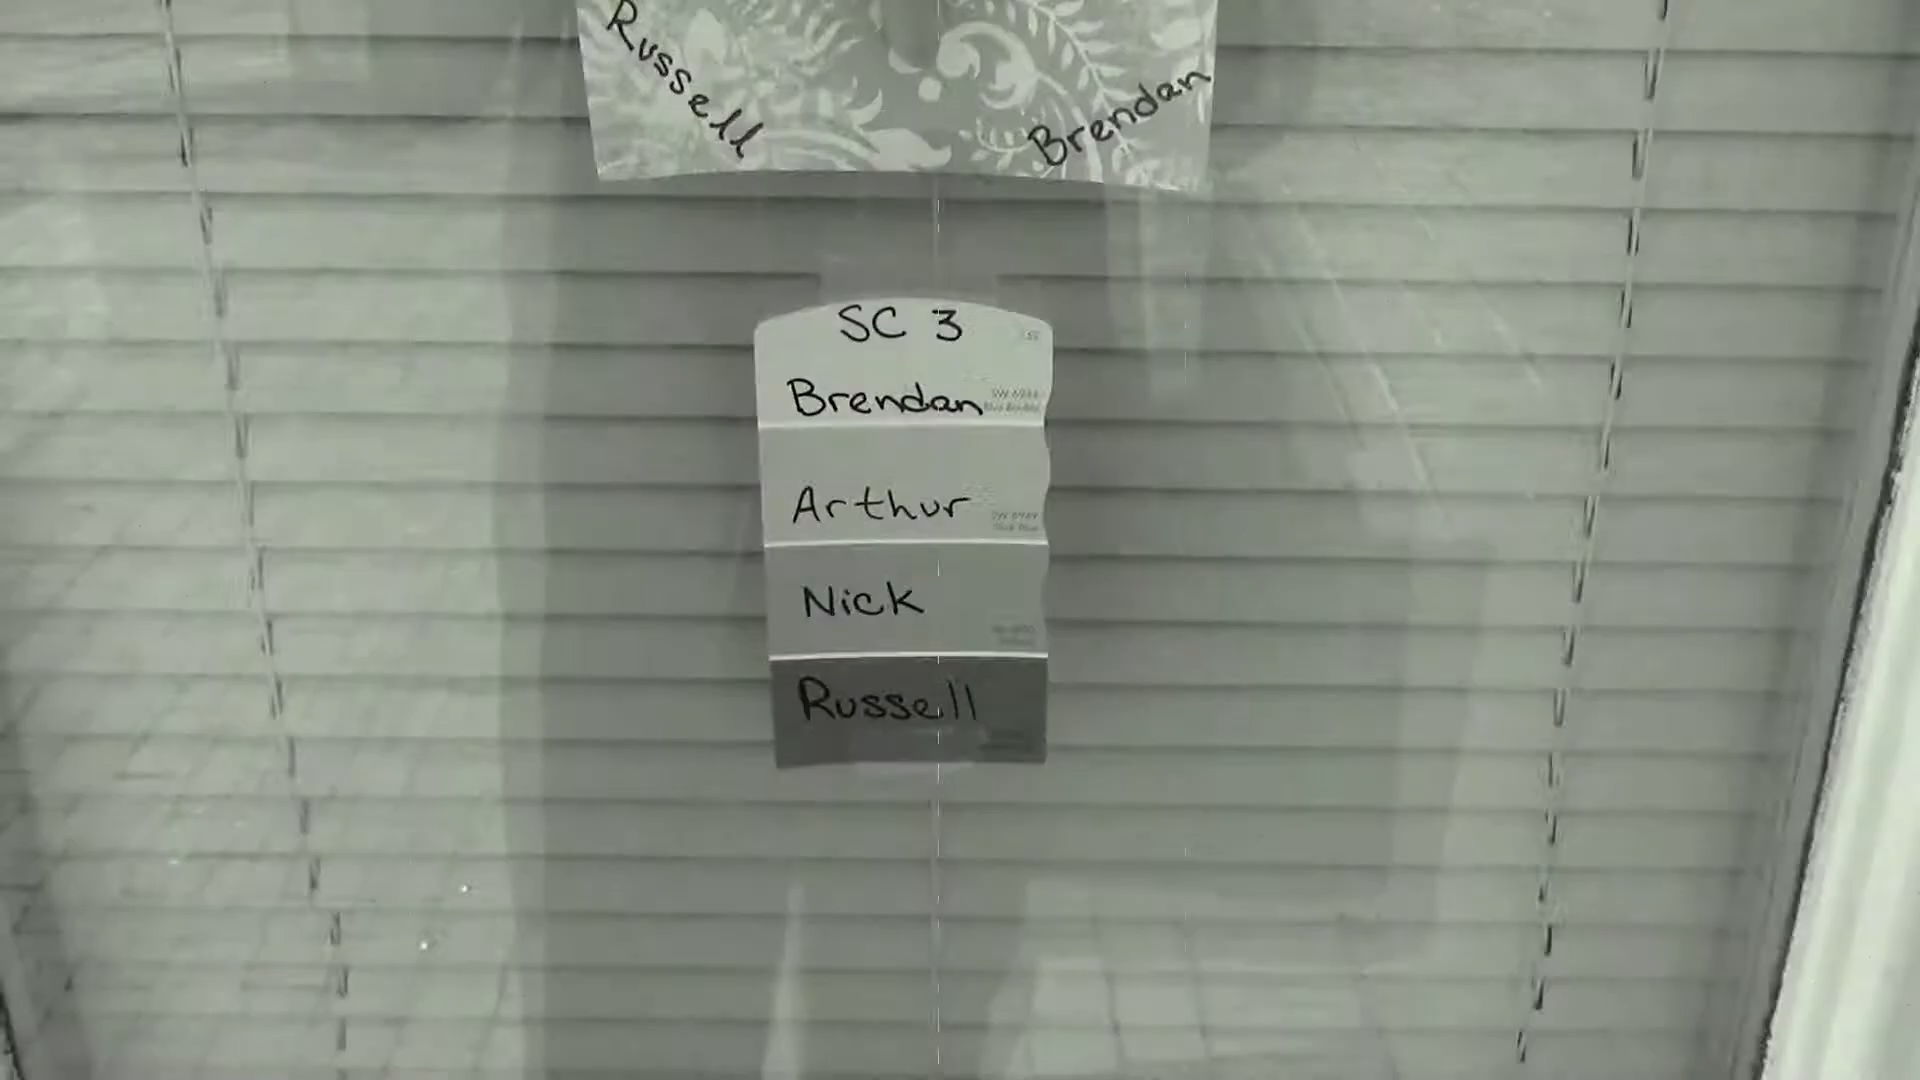 Russell
Brendan
SC 3
Brendan
Arthur
Nick
Russell